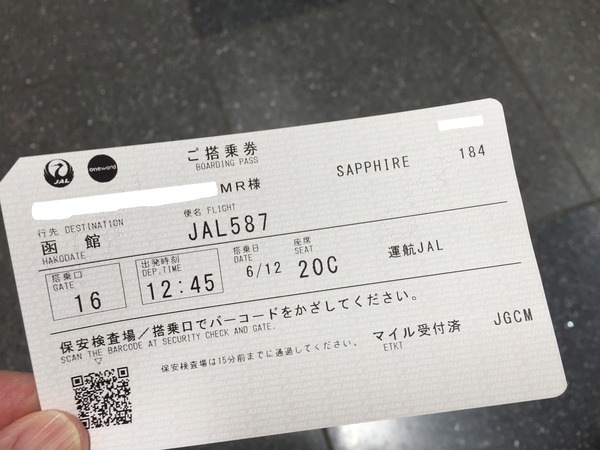 JAL oneworld ご搭乗券
BOARDING PASS
MR様 SAPPHIRE 184
行先 DESTINATION 便名 FLIGHT
函館 JAL587
HAKODATE
搭乗口 出発時刻 搭乗日 座席
GATE DEP.TIME DATE SEAT
16 12:45 6/12 20C 運航JAL
保安検査場/搭乗口でバーコードをかざしてください。
SCAN THE BARCODE AT SECURITY CHECK AND GATE.
保安検査場は15分前までに通過してください。 マイル受付済 JGCM
ETKT